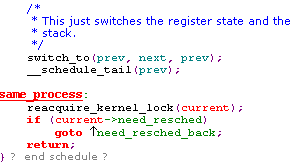 /*
 * This just switches the register state and the
 * stack.
 */
switch_to(prev, next, prev);
__schedule_tail(prev);
same_process:
reacquire_kernel_lock(current);
if (current->need_resched)
goto need_resched_back;
return;
} ? end schedule ?